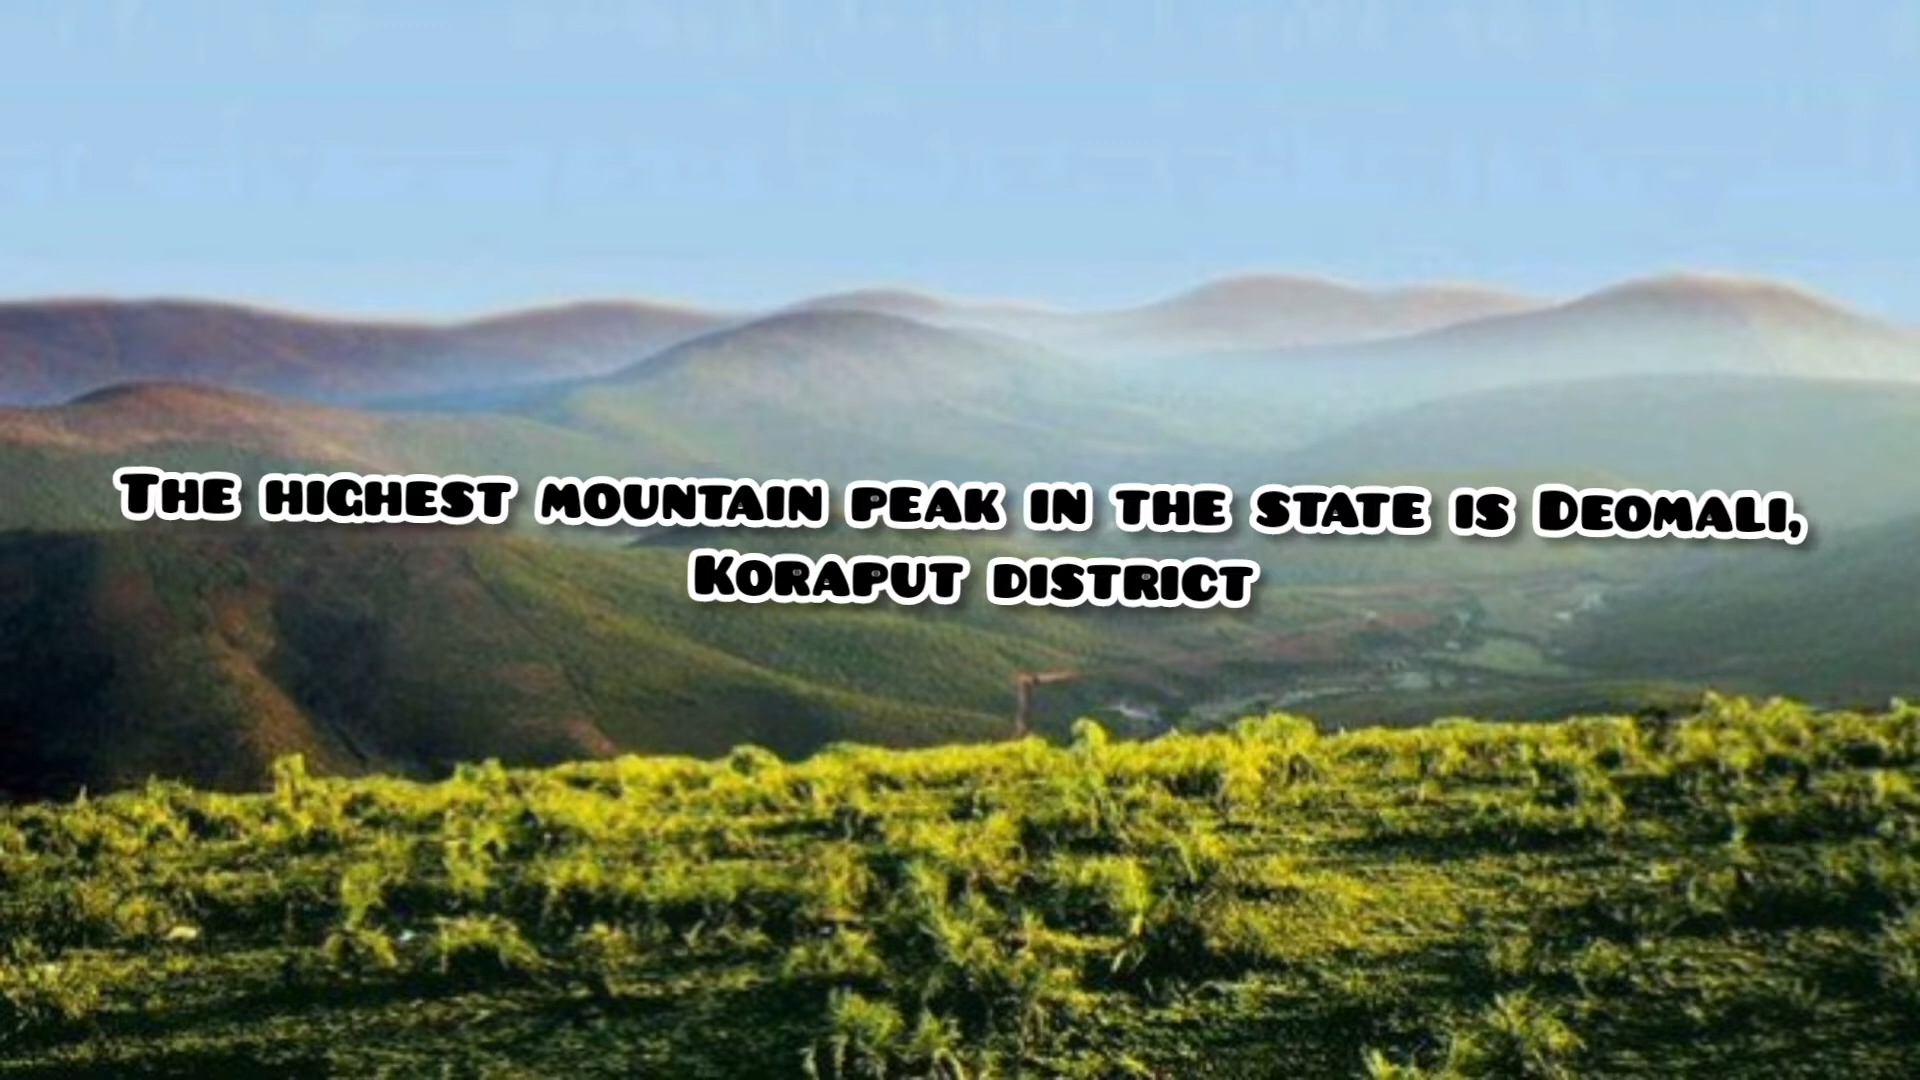 The highest mountain peak in the state is Deomali,
Koraput district